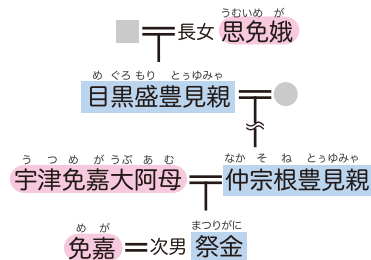 うむいめ が
長女 思免娥
め ぐろ もり とぅゆみゃ
目黒盛豊見親
う つ め が うぶ あ む
宇津免嘉大阿母
なか そ ね とぅゆみゃ
仲宗根豊見親
め が
免嘉
まつりがに
次男 祭金